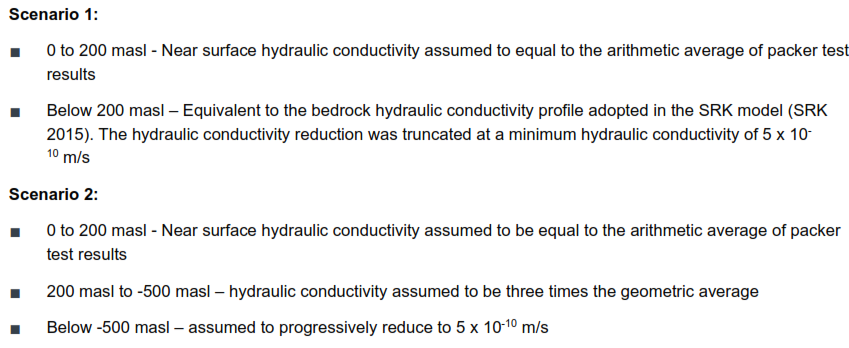 Scenario 1:
■ 0 to 200 masl - Near surface hydraulic conductivity assumed to equal to the arithmetic average of packer test
results
■ Below 200 masl – Equivalent to the bedrock hydraulic conductivity profile adopted in the SRK model (SRK
2015). The hydraulic conductivity reduction was truncated at a minimum hydraulic conductivity of 5 x 10⁻
¹⁰ m/s
Scenario 2:
■ 0 to 200 masl - Near surface hydraulic conductivity assumed to be equal to the arithmetic average of packer
test results
■ 200 masl to -500 masl – hydraulic conductivity assumed to be three times the geometric average
■ Below -500 masl – assumed to progressively reduce to 5 x 10⁻¹⁰ m/s